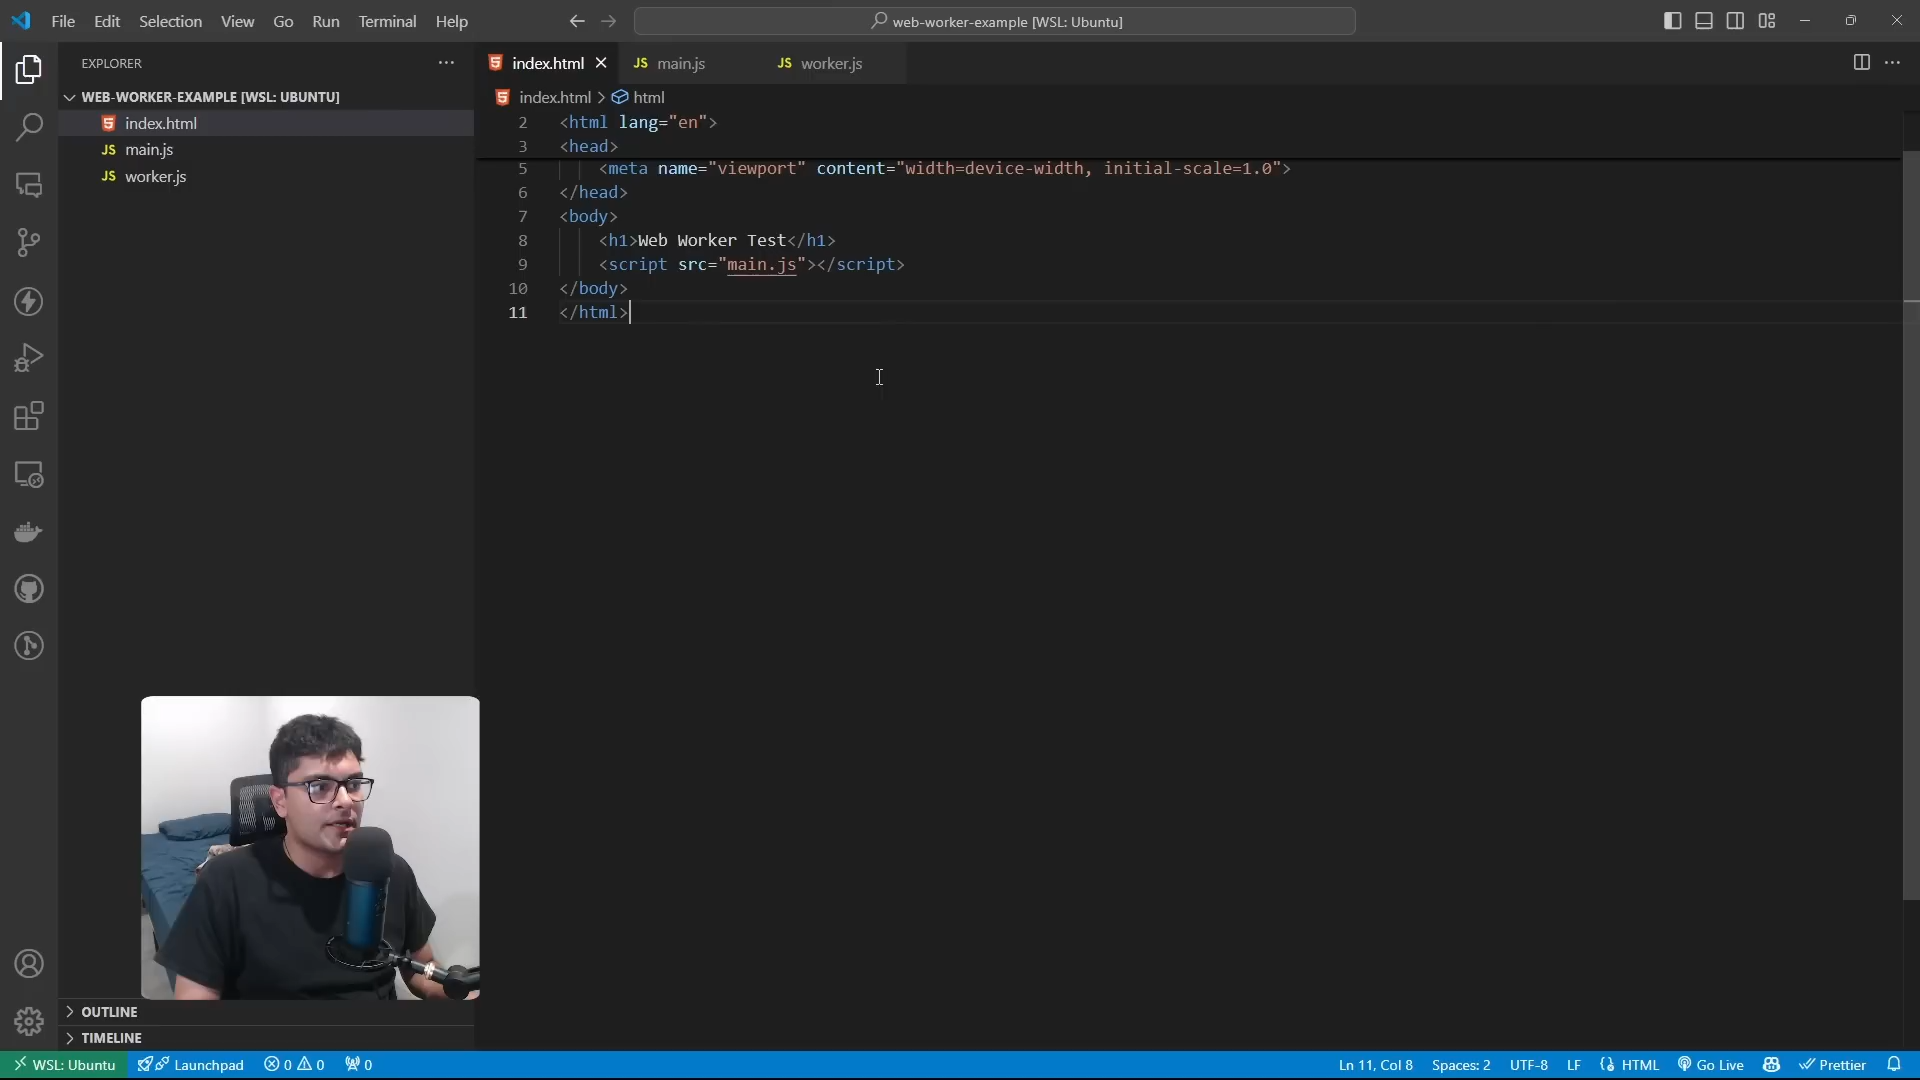 File Edit Selection View Go Run Terminal Help
web-worker-example [WSL: Ubuntu]
EXPLORER
WEB-WORKER-EXAMPLE [WSL: UBUNTU]
index.html
JS main.js
JS worker.js
OUTLINE
TIMELINE
index.html JS main.js JS worker.js
index.html > html
2 <html lang="en">
3 <head>
5 <meta name="viewport" content="width=device-width, initial-scale=1.0">
6 </head>
7 <body>
8 <h1>Web Worker Test</h1>
9 <script src="main.js"></script>
10 </body>
11 </html>
WSL: Ubuntu Launchpad 0 0 0 Ln 11, Col 8 Spaces: 2 UTF-8 LF HTML Go Live Prettier